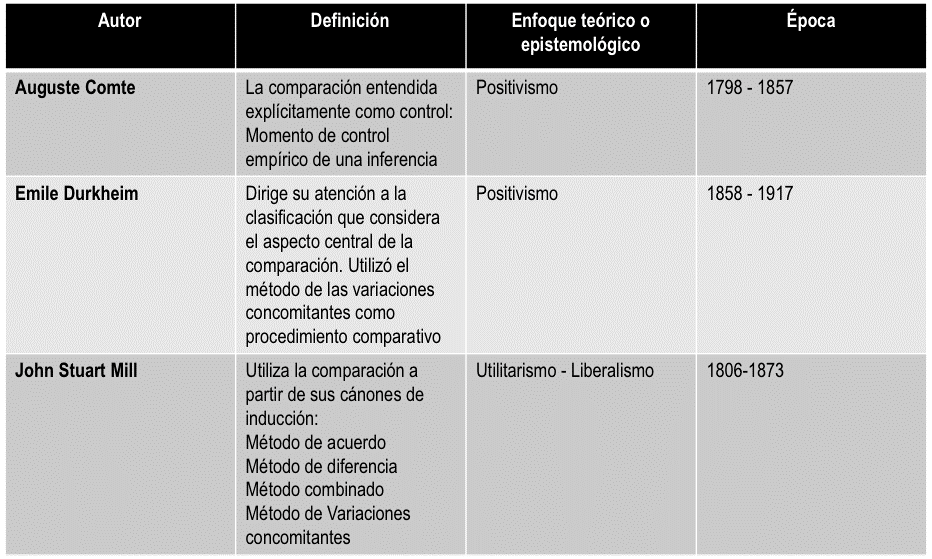 Autor
Definición
Enfoque teórico o
epistemológico
Época
Auguste Comte
La comparación entendida
explícitamente como control:
Momento de control
empírico de una inferencia
Positivismo
1798 - 1857
Emile Durkheim
Dirige su atención a la
clasificación que considera
el aspecto central de la
comparación. Utilizó el
método de las variaciones
concomitantes como
procedimiento comparativo
Positivismo
1858 - 1917
John Stuart Mill
Utiliza la comparación a
partir de sus cánones de
inducción:
Método de acuerdo
Método de diferencia
Método combinado
Método de Variaciones
concomitantes
Utilitarismo - Liberalismo
1806-1873